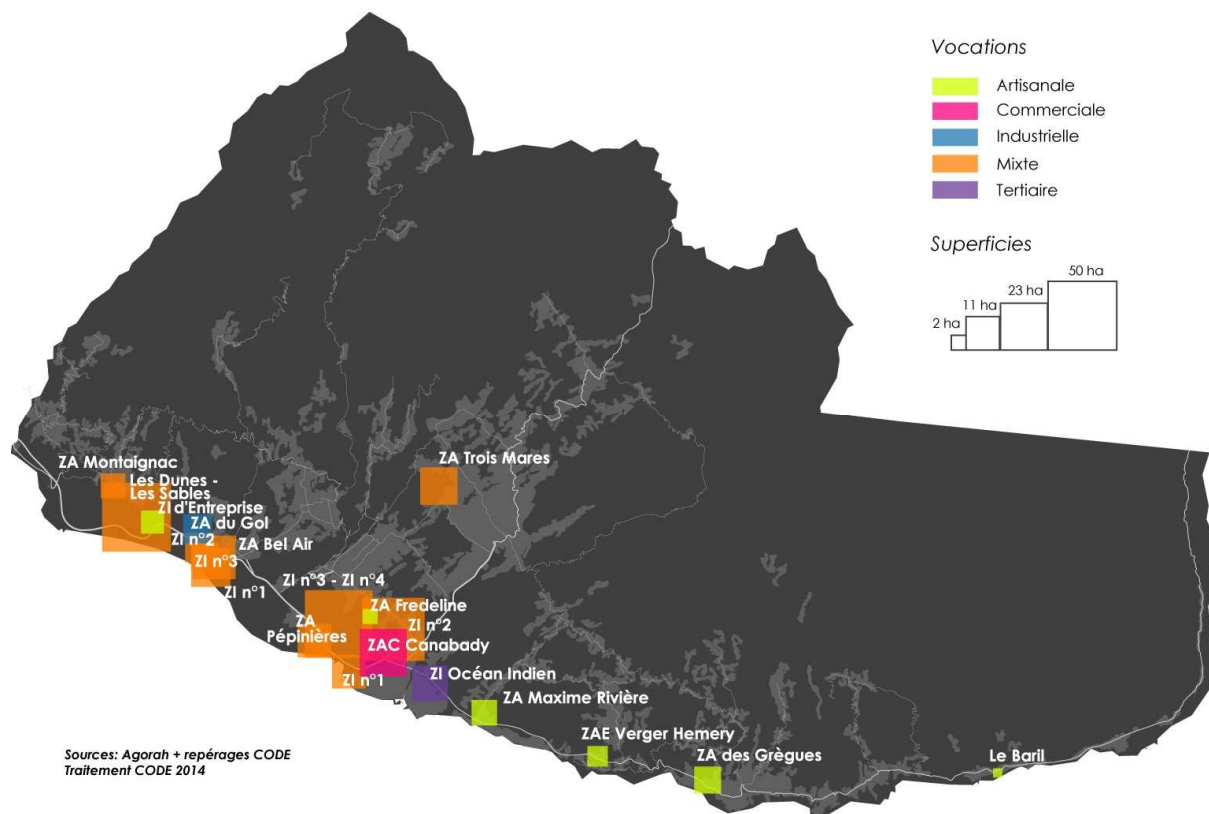 Vocations
Artisanale
Commerciale
Industrielle
Mixte
Tertiaire
Superficies
50 ha
23 ha
11 ha
2 ha
ZA Montaignac
Les Dunes -
Les Sables
ZI d'Entreprise
ZA du Gol
ZI n°2
ZA Bel Air
ZI n°3
ZI n°1
ZA Trois Mares
ZI n°3 - ZI n°4
ZA Fredeline
ZA
Pépinières
ZI n°2
ZAC Canabady
ZI n°1
ZI Océan Indien
ZA Maxime Rivière
ZAE Verger Hemery
ZA des Grègues
Le Baril
Sources: Agorah + repérages CODE
Traitement CODE 2014